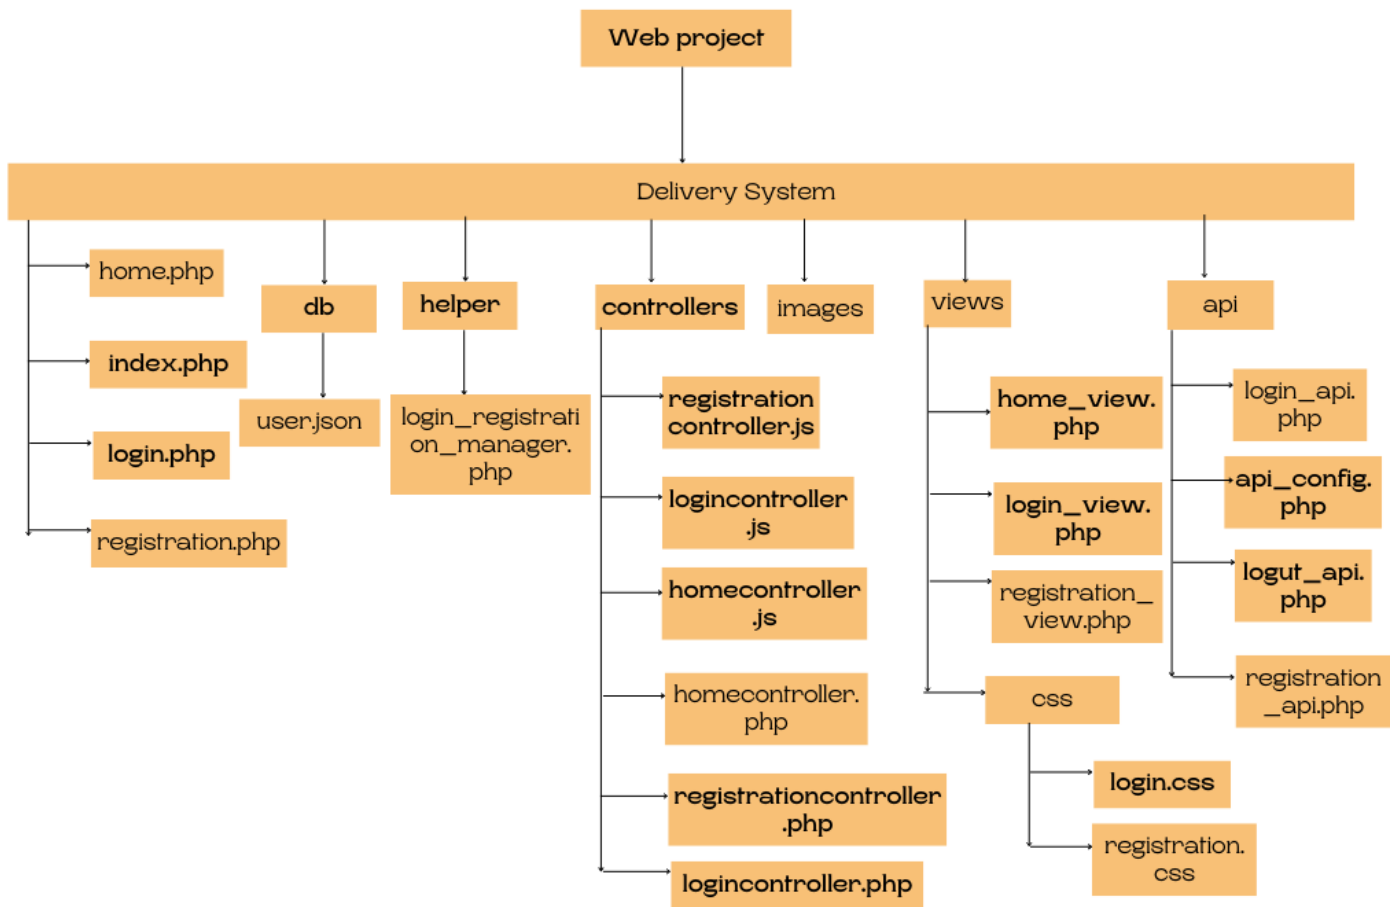 Web project
Delivery System
home.php
index.php
login.php
registration.php
db
user.json
helper
login_registrati
on_manager.
php
controllers
registration
controller.js
logincontroller
.js
homecontroller
.js
homecontroller.
php
registrationcontroller
.php
logincontroller.php
images
views
home_view.
php
login_view.
php
registration_
view.php
css
login.css
registration.
css
api
login_api.
php
api_config.
php
logut_api.
php
registration
_api.php